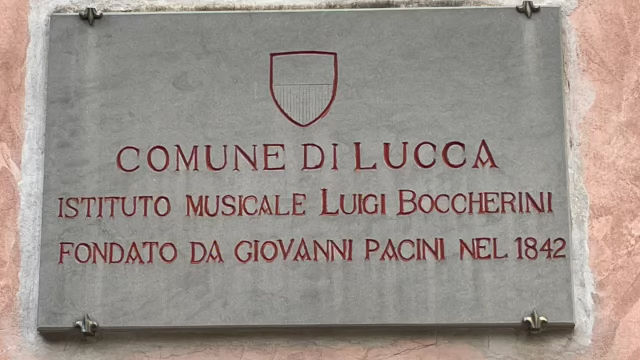 COMUNE DI LUCCA
ISTITUTO MUSICALE LUIGI BOCCHERINI
FONDATO DA GIOVANNI PACINI NEL 1842